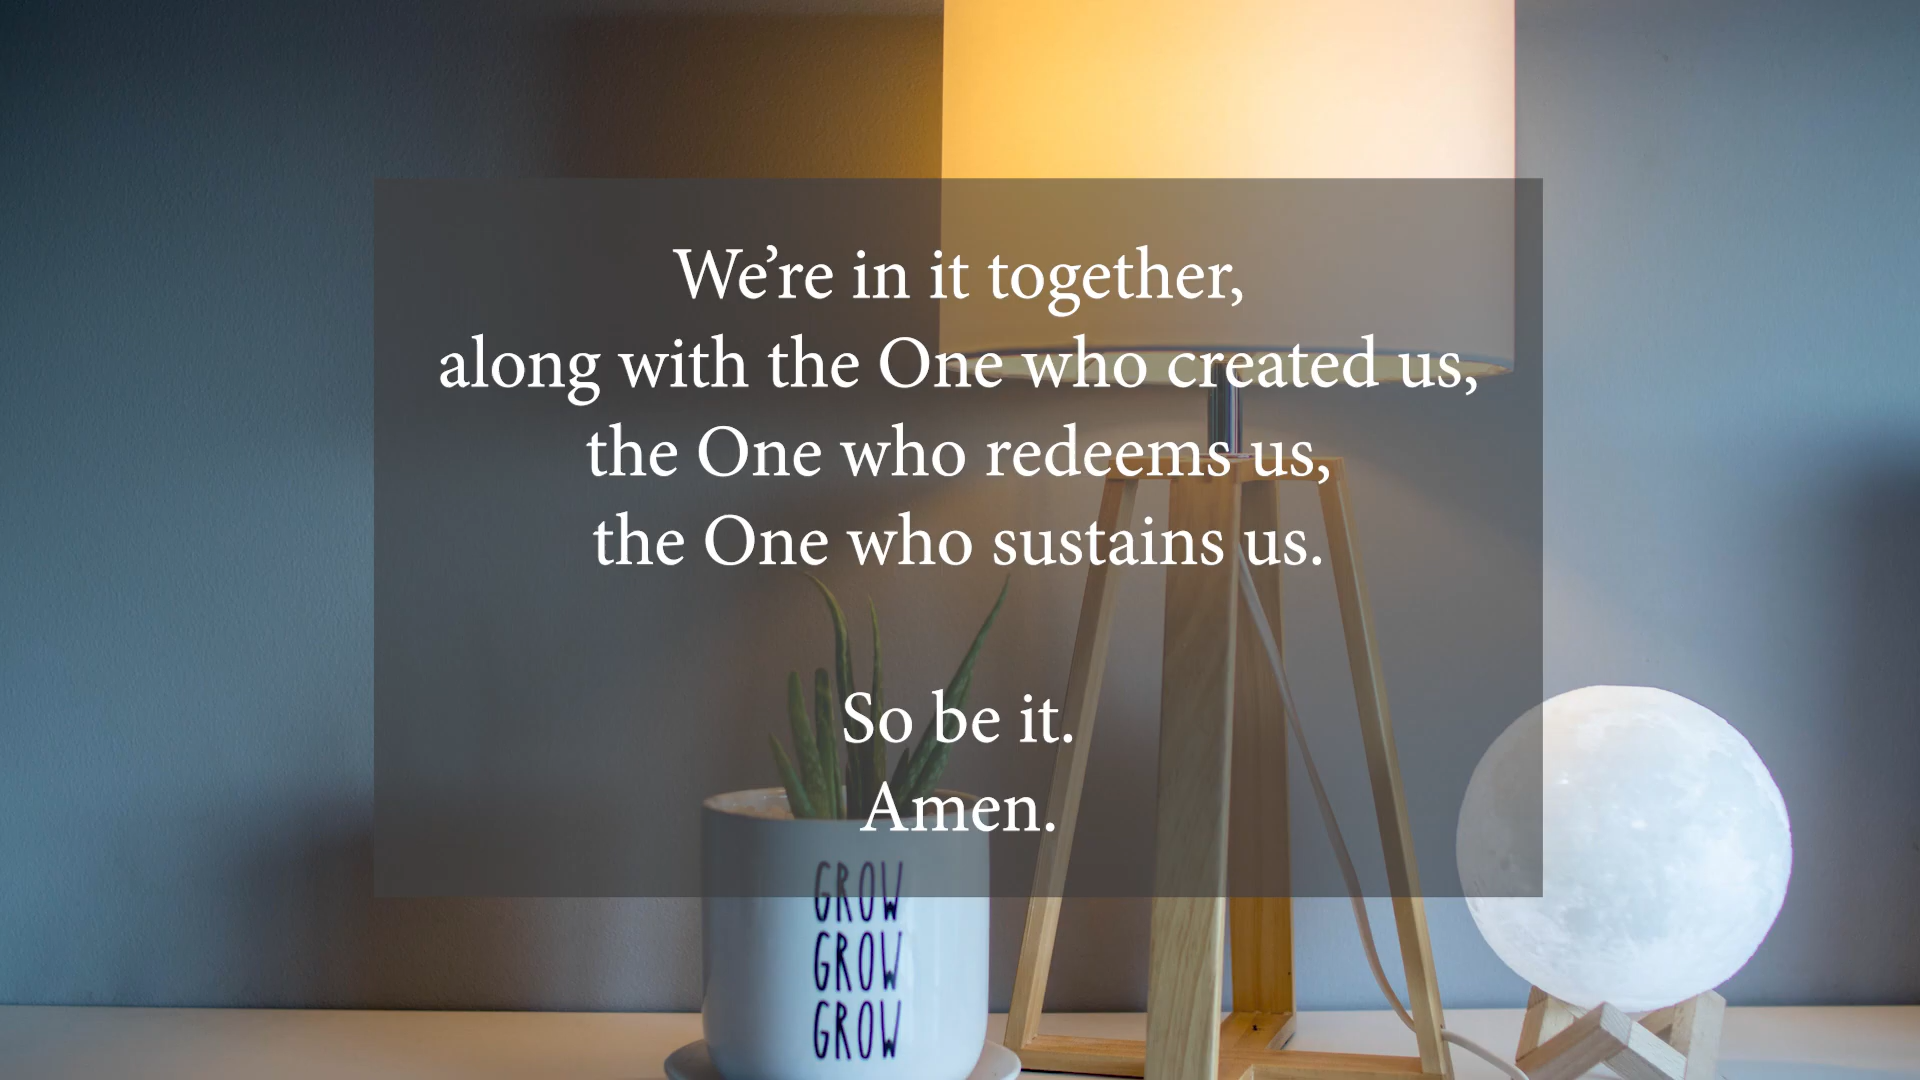 We’re in it together,
along with the One who created us,
the One who redeems us,
the One who sustains us.
So be it.
Amen.
GROW
GROW
GROW